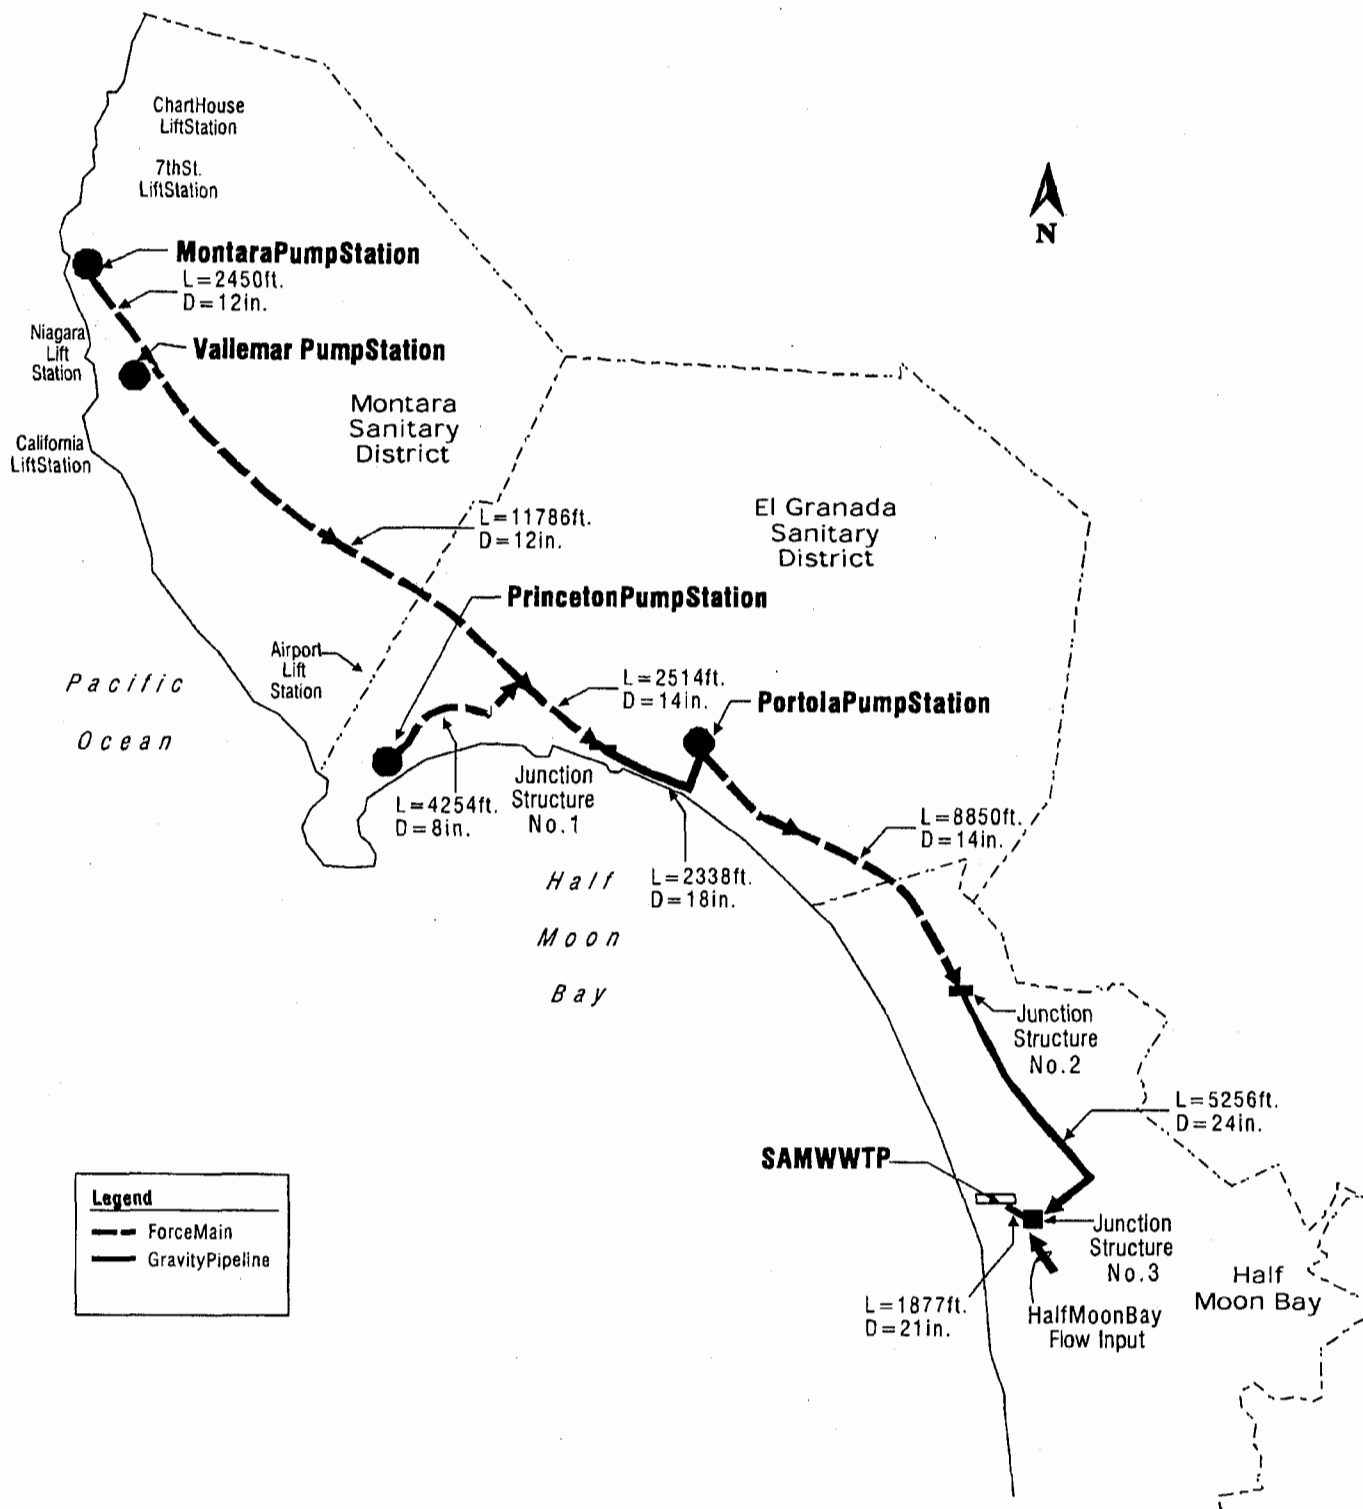 ChartHouse
LiftStation
7thSt.
LiftStation
N
MontaraPumpStation
L=2450ft.
D=12in.
Niagara
Lift
Station
Vallemar PumpStation
Montara
Sanitary
District
California
LiftStation
L=11786ft.
D=12in.
El Granada
Sanitary
District
PrincetonPumpStation
Airport
Lift
Station
Pacific
Ocean
L=2514ft.
D=14in.
PortolaPumpStation
Junction
Structure
No.1
L=4254ft.
D=8in.
L=8850ft.
D=14in.
L=2338ft.
D=18in.
Half
Moon
Bay
Junction
Structure
No.2
L=5256ft.
D=24in.
SAMWWTP
Junction
Structure
No.3
Legend
ForceMain
GravityPipeline
L=1877ft.
D=21in.
HalfMoonBay
Flow Input
Half
Moon Bay